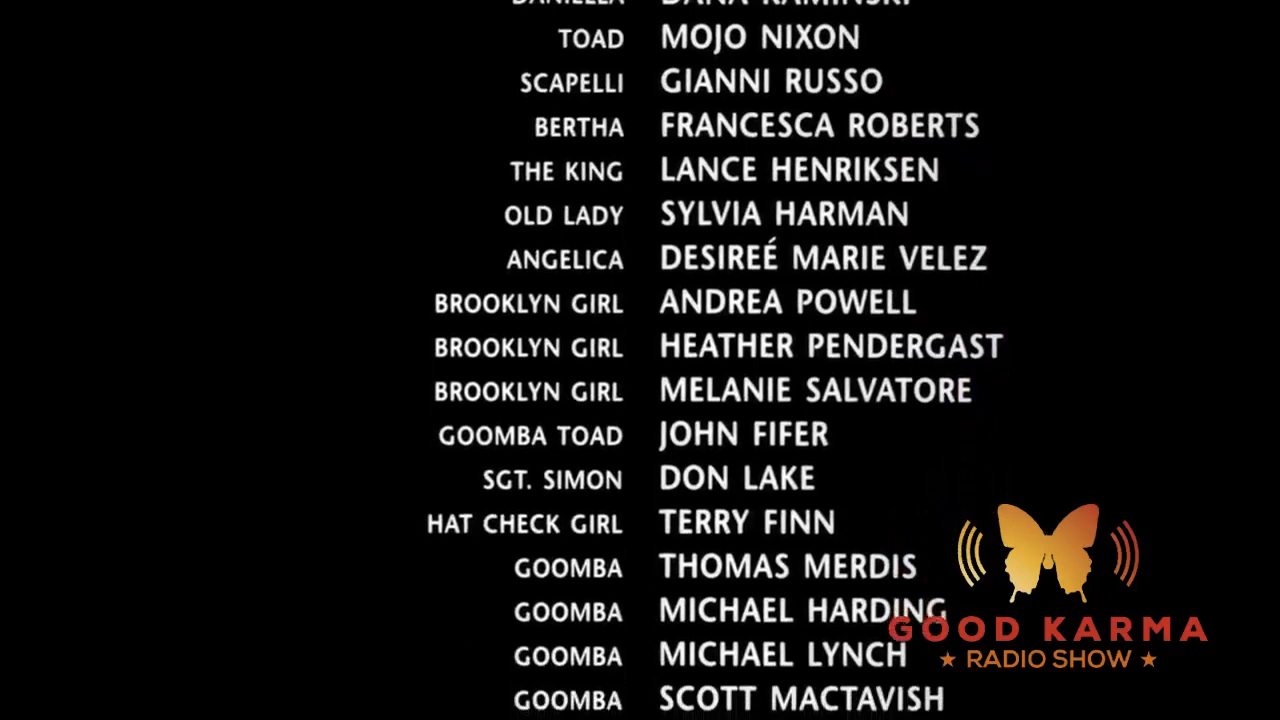 DANIELLA DANA KAMINSKI
TOAD MOJO NIXON
SCAPELLI GIANNI RUSSO
BERTHA FRANCESCA ROBERTS
THE KING LANCE HENRIKSEN
OLD LADY SYLVIA HARMAN
ANGELICA DESIREÉ MARIE VELEZ
BROOKLYN GIRL ANDREA POWELL
BROOKLYN GIRL HEATHER PENDERGAST
BROOKLYN GIRL MELANIE SALVATORE
GOOMBA TOAD JOHN FIFER
SGT. SIMON DON LAKE
HAT CHECK GIRL TERRY FINN
GOOMBA THOMAS MERDIS
GOOMBA MICHAEL HARDING
GOOD KARMA
GOOMBA MICHAEL LYNCH
RADIO SHOW
GOOMBA SCOTT MACTAVISH